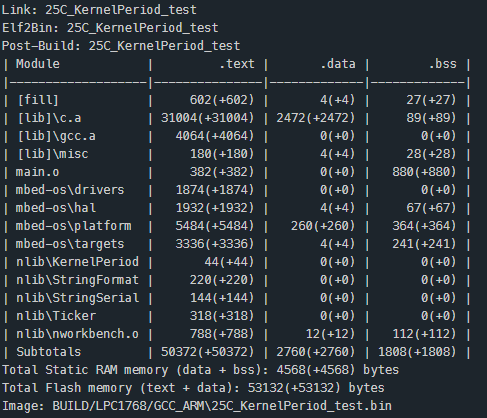 Link: 25C_KernelPeriod_test
Elf2Bin: 25C_KernelPeriod_test
Post-Build: 25C_KernelPeriod_test
| Module | .text | .data | .bss |
|--------------------|---------------|-------------|-------------|
| [fill] | 602(+602) | 4(+4) | 27(+27) |
| [lib]\c.a | 31004(+31004) | 2472(+2472) | 89(+89) |
| [lib]\gcc.a | 4064(+4064) | 0(+0) | 0(+0) |
| [lib]\misc | 180(+180) | 4(+4) | 28(+28) |
| main.o | 382(+382) | 0(+0) | 880(+880) |
| mbed-os\drivers | 1874(+1874) | 0(+0) | 0(+0) |
| mbed-os\hal | 1932(+1932) | 4(+4) | 67(+67) |
| mbed-os\platform | 5484(+5484) | 260(+260) | 364(+364) |
| mbed-os\targets | 3336(+3336) | 4(+4) | 241(+241) |
| nlib\KernelPeriod | 44(+44) | 0(+0) | 0(+0) |
| nlib\StringFormat | 220(+220) | 0(+0) | 0(+0) |
| nlib\StringSerial | 144(+144) | 0(+0) | 0(+0) |
| nlib\Ticker | 318(+318) | 0(+0) | 0(+0) |
| nlib\nworkbench.o | 788(+788) | 12(+12) | 112(+112) |
| Subtotals | 50372(+50372) | 2760(+2760) | 1808(+1808) |
Total Static RAM memory (data + bss): 4568(+4568) bytes
Total Flash memory (text + data): 53132(+53132) bytes
Image: BUILD/LPC1768/GCC_ARM\25C_KernelPeriod_test.bin